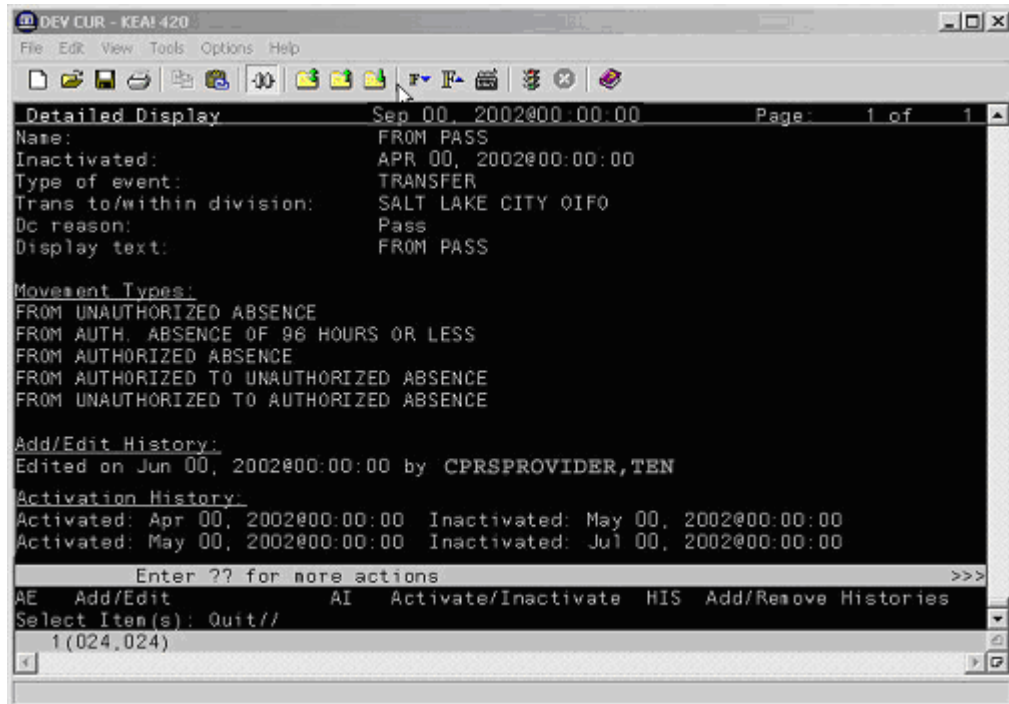 DEV CUR - KEA! 420
File Edit View Tools Options Help
Detailed Display Sep 00, 2002@00:00:00 Page: 1 of 1
Name: FROM PASS
Inactivated: APR 00, 2002@00:00:00
Type of event: TRANSFER
Trans to/within division: SALT LAKE CITY OIFO
Dc reason: Pass
Display text: FROM PASS
Movement Types:
FROM UNAUTHORIZED ABSENCE
FROM AUTH. ABSENCE OF 96 HOURS OR LESS
FROM AUTHORIZED ABSENCE
FROM AUTHORIZED TO UNAUTHORIZED ABSENCE
FROM UNAUTHORIZED TO AUTHORIZED ABSENCE
Add/Edit History:
Edited on Jun 00, 2002@00:00:00 by CPRSPROVIDER,TEN
Activation History:
Activated: Apr 00, 2002@00:00:00 Inactivated: May 00, 2002@00:00:00
Activated: May 00, 2002@00:00:00 Inactivated: Jul 00, 2002@00:00:00
Enter ?? for more actions >>>
AE Add/Edit AI Activate/Inactivate HIS Add/Remove Histories
Select Item(s): Quit//
1(024,024)